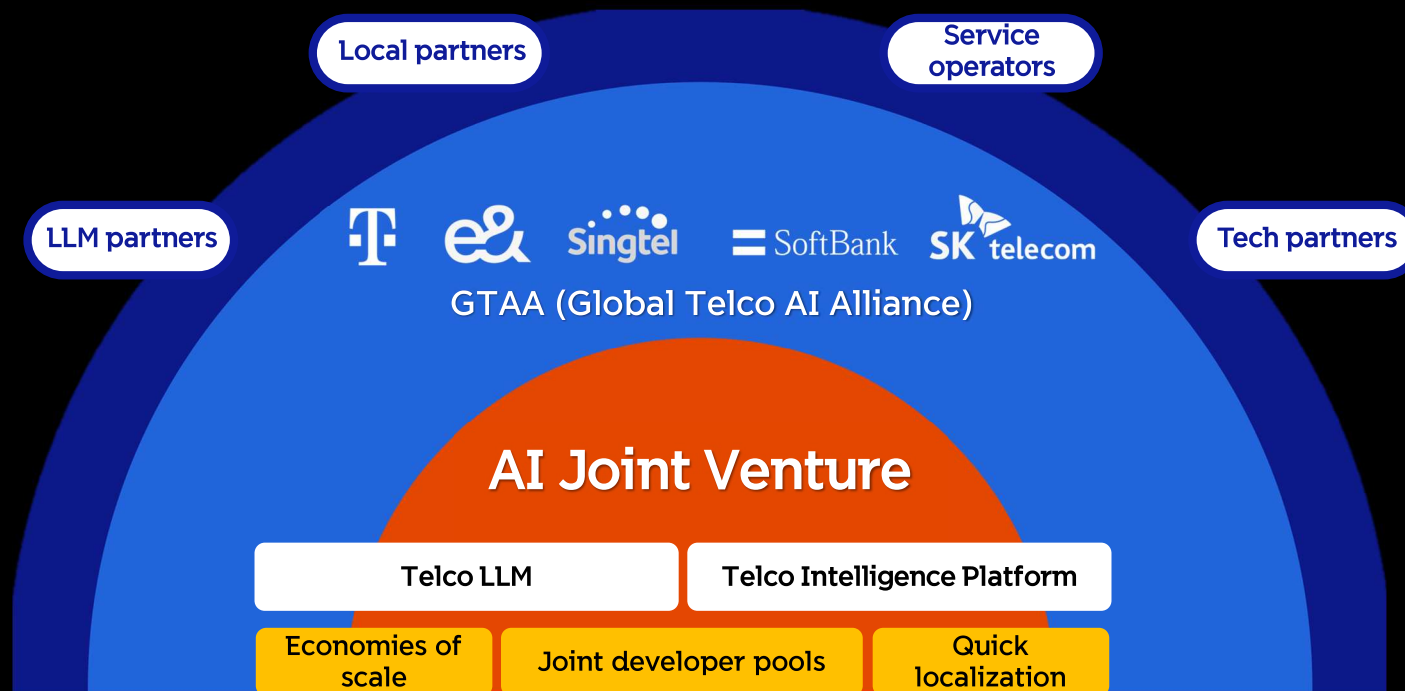 Local partners
Service
operators
LLM partners
Tech partners
T
e&
Singtel
SoftBank
SK telecom
GTAA (Global Telco AI Alliance)
AI Joint Venture
Telco LLM
Telco Intelligence Platform
Economies of
scale
Joint developer pools
Quick
localization